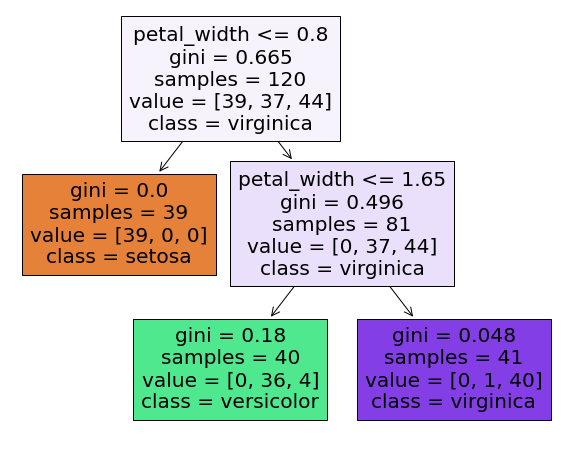 petal_width <= 0.8
gini = 0.665
samples = 120
value = [39, 37, 44]
class = virginica
gini = 0.0
samples = 39
value = [39, 0, 0]
class = setosa
petal_width <= 1.65
gini = 0.496
samples = 81
value = [0, 37, 44]
class = virginica
gini = 0.18
samples = 40
value = [0, 36, 4]
class = versicolor
gini = 0.048
samples = 41
value = [0, 1, 40]
class = virginica